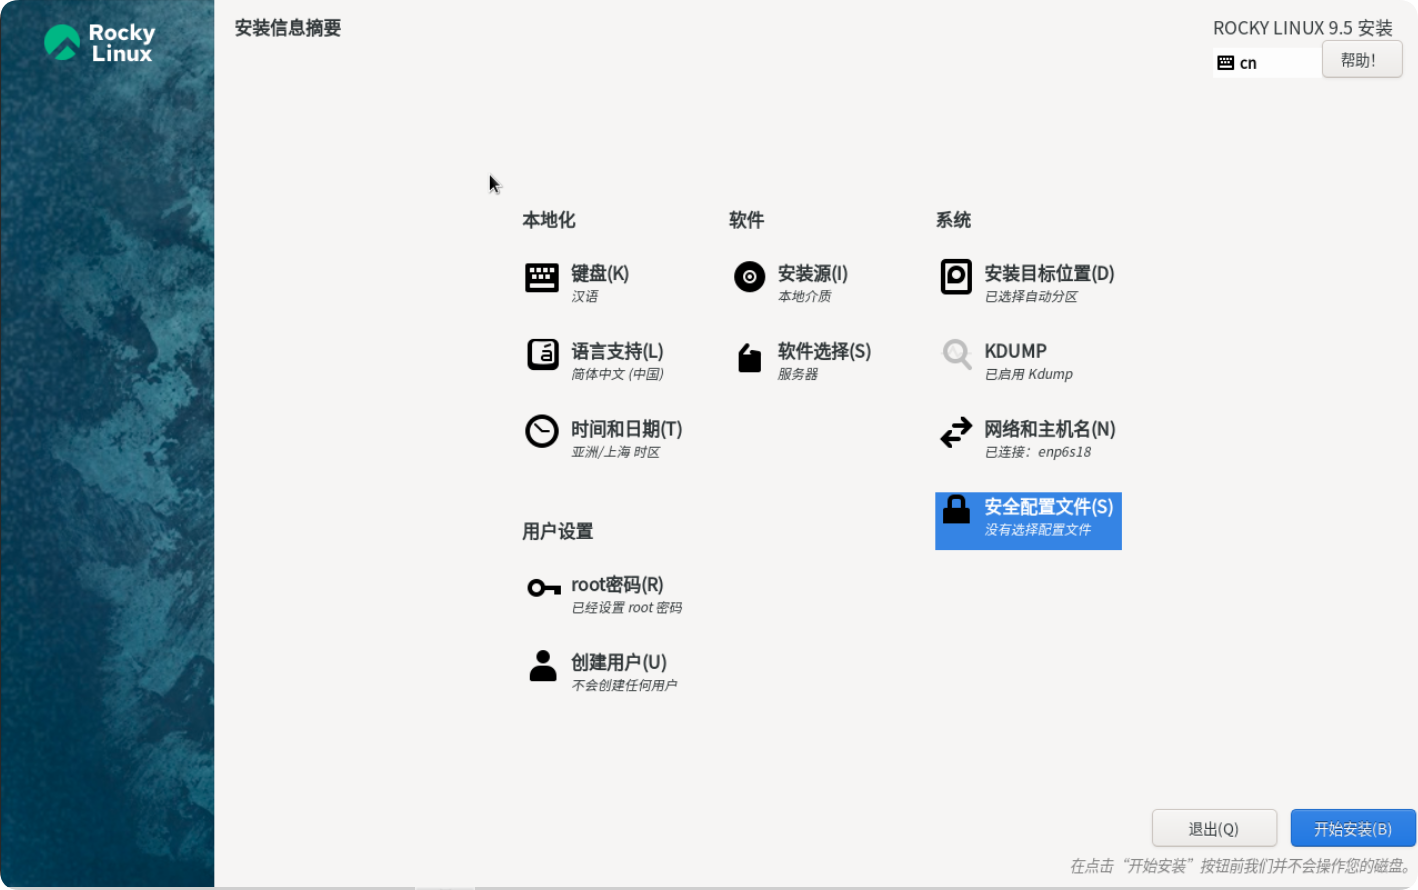 Rocky
Linux
安装信息摘要
ROCKY LINUX 9.5 安装
cn
帮助！
本地化
键盘(K)
汉语
语言支持(L)
简体中文 (中国)
时间和日期(T)
亚洲/上海 时区
软件
安装源(I)
本地介质
软件选择(S)
服务器
系统
安装目标位置(D)
已选择自动分区
KDUMP
已启用 Kdump
网络和主机名(N)
已连接：enp6s18
安全配置文件(S)
没有选择配置文件
用户设置
root密码(R)
已经设置 root 密码
创建用户(U)
不会创建任何用户
退出(Q)
开始安装(B)
在点击“开始安装”按钮前我们并不会操作您的磁盘。